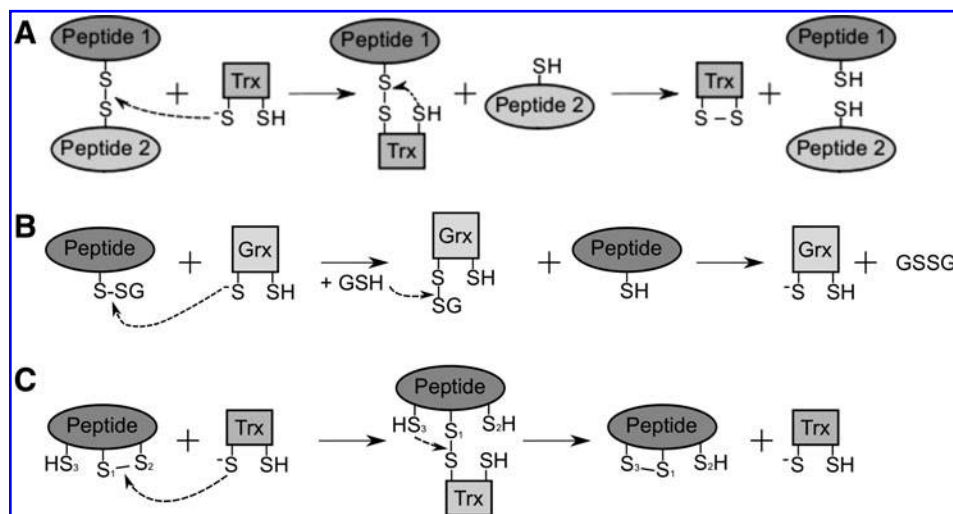 A
Peptide 1
S
S
Peptide 2
+
Trx
-S SH
Peptide 1
S
S SH
Trx
+
SH
Peptide 2
Trx
S – S
+
Peptide 1
SH
SH
Peptide 2
B
Peptide
S-SG
+
Grx
-S SH
+ GSH
Grx
S SH
SG
+
Peptide
SH
Grx
-S SH
+ GSSG
C
Peptide
HS3 S1 – S2
+
Trx
-S SH
Peptide
HS3 S1 S2H
S SH
Trx
Peptide
S3 – S1 S2H
+
Trx
-S SH